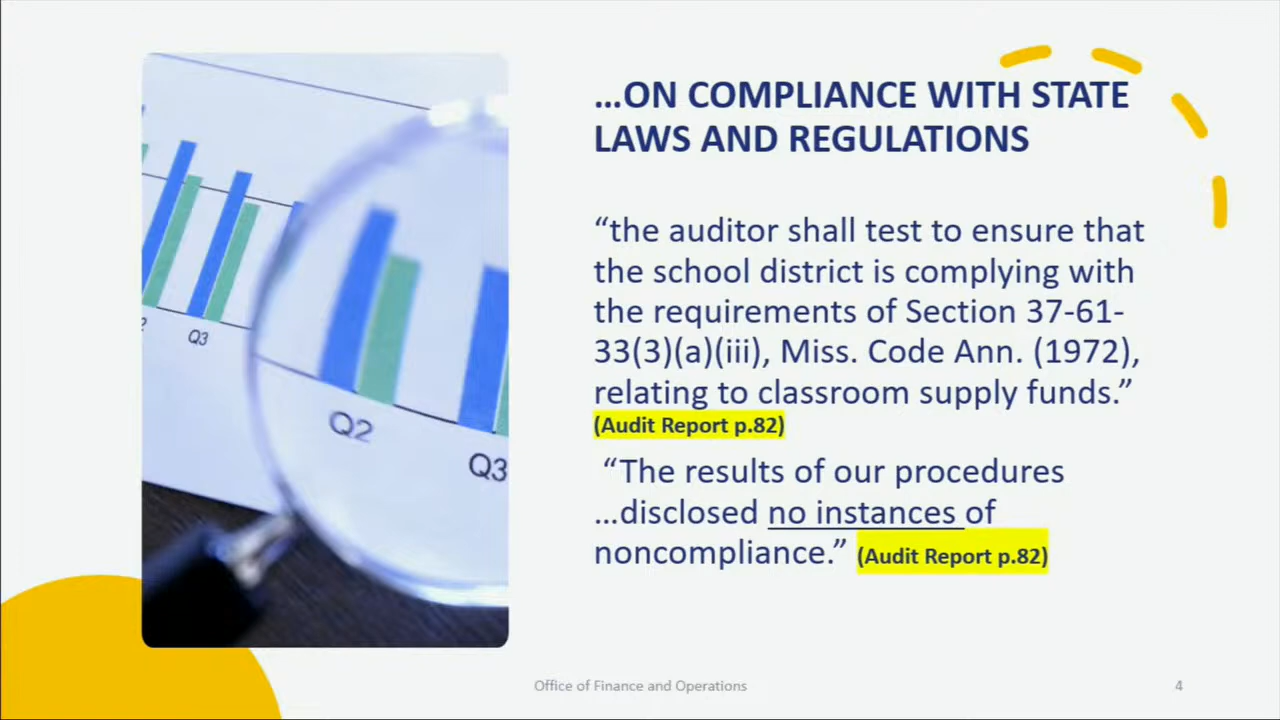 …ON COMPLIANCE WITH STATE
LAWS AND REGULATIONS
“the auditor shall test to ensure that
the school district is complying with
the requirements of Section 37-61-
33(3)(a)(iii), Miss. Code Ann. (1972),
relating to classroom supply funds.”
(Audit Report p.82)
“The results of our procedures
…disclosed no instances of
noncompliance.” (Audit Report p.82)
Q3
Q2
Q3
Office of Finance and Operations
4